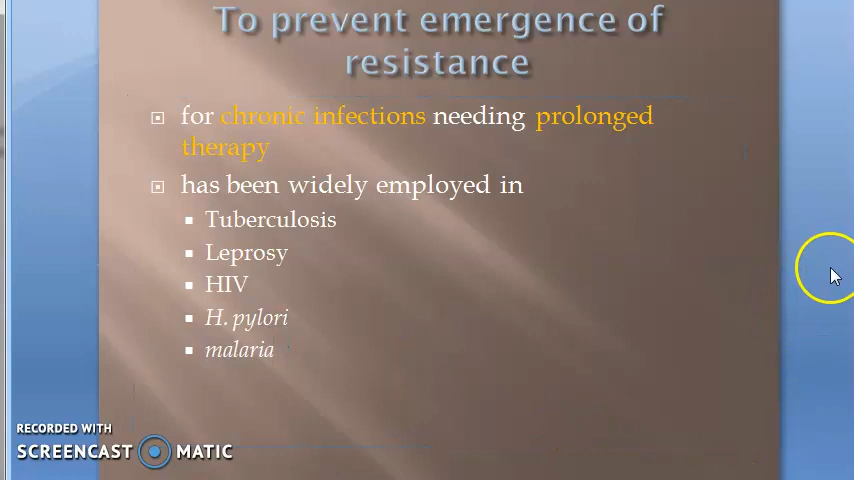 To prevent emergence of
resistance
for chronic infections needing prolonged
therapy
has been widely employed in
Tuberculosis
Leprosy
HIV
H. pylori
malaria
RECORDED WITH
SCREENCAST MATIC